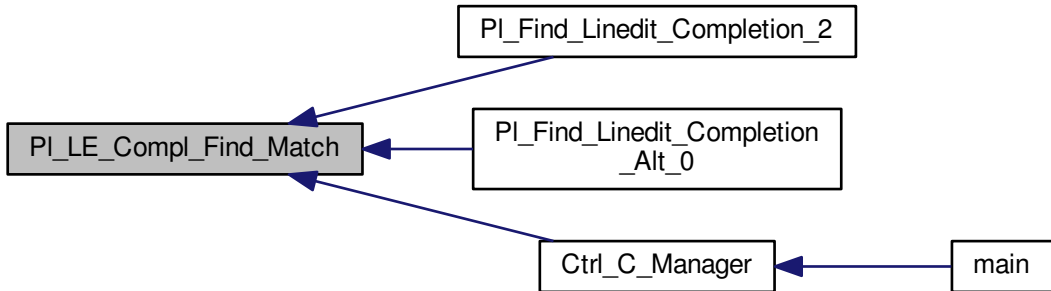 Pl_Find_Linedit_Completion_2
Pl_LE_Compl_Find_Match
Pl_Find_Linedit_Completion
_Alt_0
Ctrl_C_Manager
main